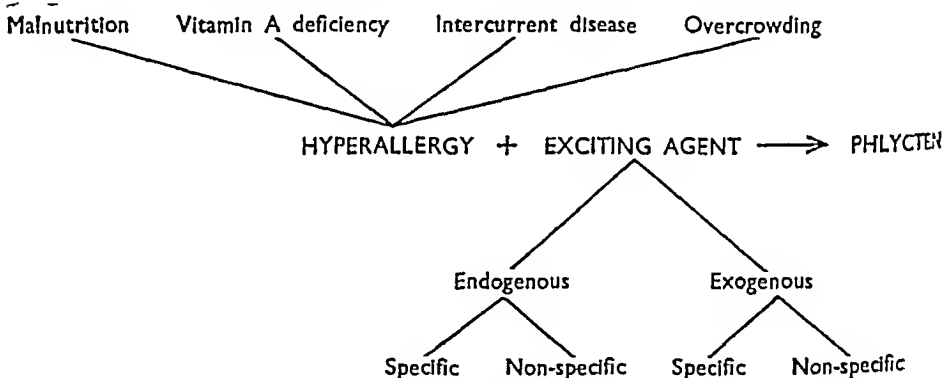 Malnutrition Vitamin A deficiency Intercurrent disease Overcrowding
HYPERALLERGY + EXCITING AGENT → PHLYCTEN
Endogenous Exogenous
Specific Non-specific Specific Non-specific